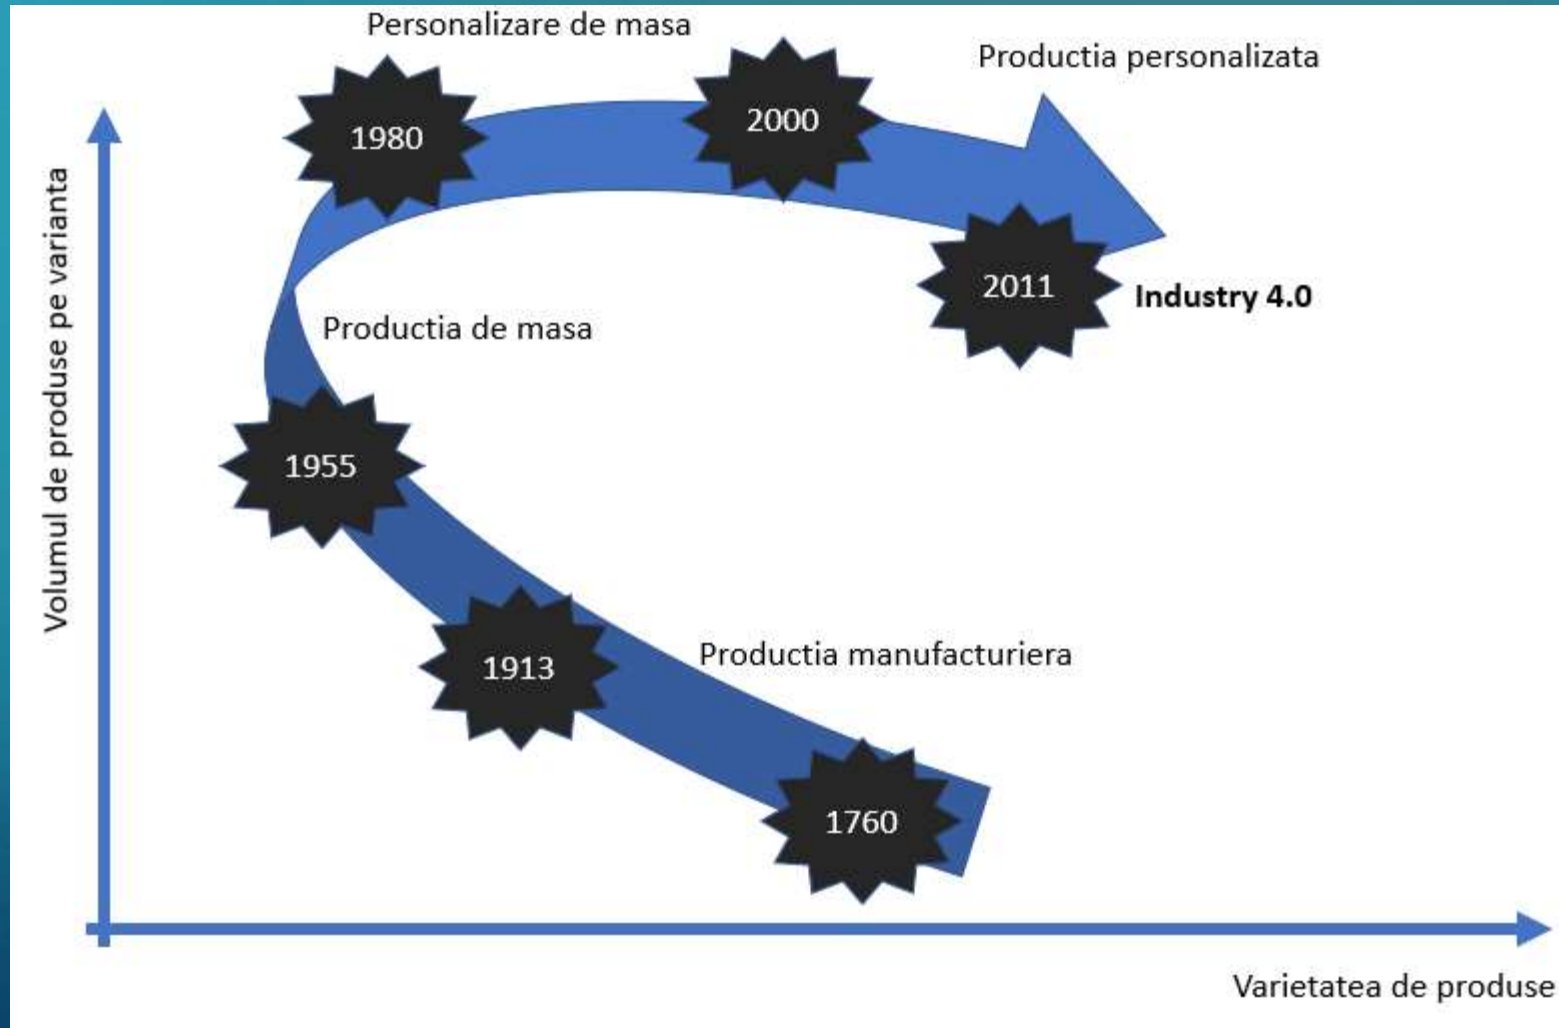 Personalizare de masa
Productia personalizata
1980
2000
2011
Industry 4.0
Productia de masa
1955
1913
Productia manufacturiera
1760
Volumul de produse pe varianta
Varietatea de produse